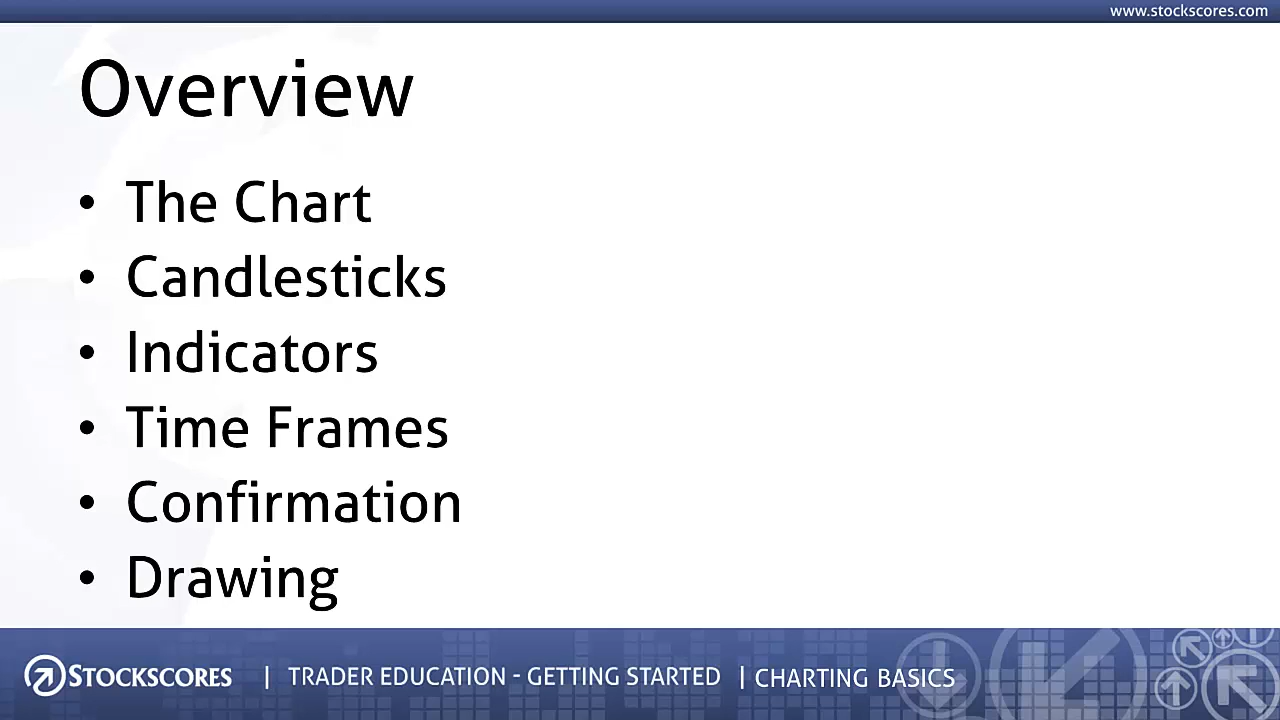 www.stockscores.com
Overview
• The Chart
• Candlesticks
• Indicators
• Time Frames
• Confirmation
• Drawing
STOCKSCORES | TRADER EDUCATION - GETTING STARTED | CHARTING BASICS